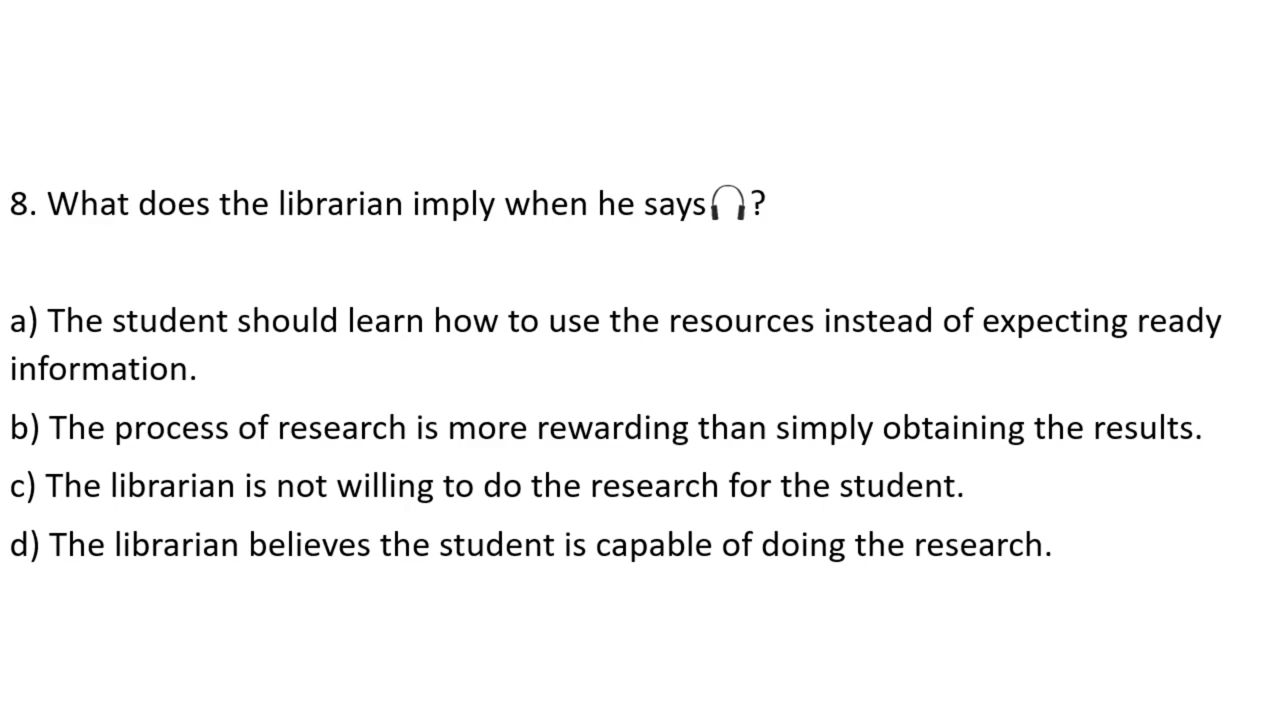 8. What does the librarian imply when he says🎧?
a) The student should learn how to use the resources instead of expecting ready
information.
b) The process of research is more rewarding than simply obtaining the results.
c) The librarian is not willing to do the research for the student.
d) The librarian believes the student is capable of doing the research.